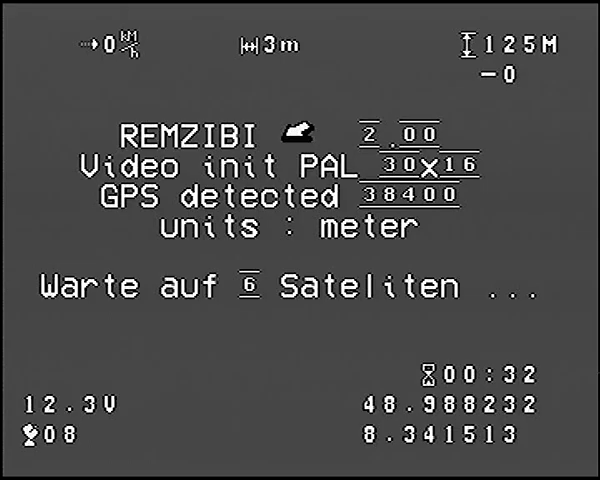 0 KM/h 3m 125M
-0
REMZIBI 2.00
Video init PAL 30x16
GPS detected 38400
units : meter
Warte auf 6 Sateliten ...
00:32
12.3V 48.988232
08 8.341513